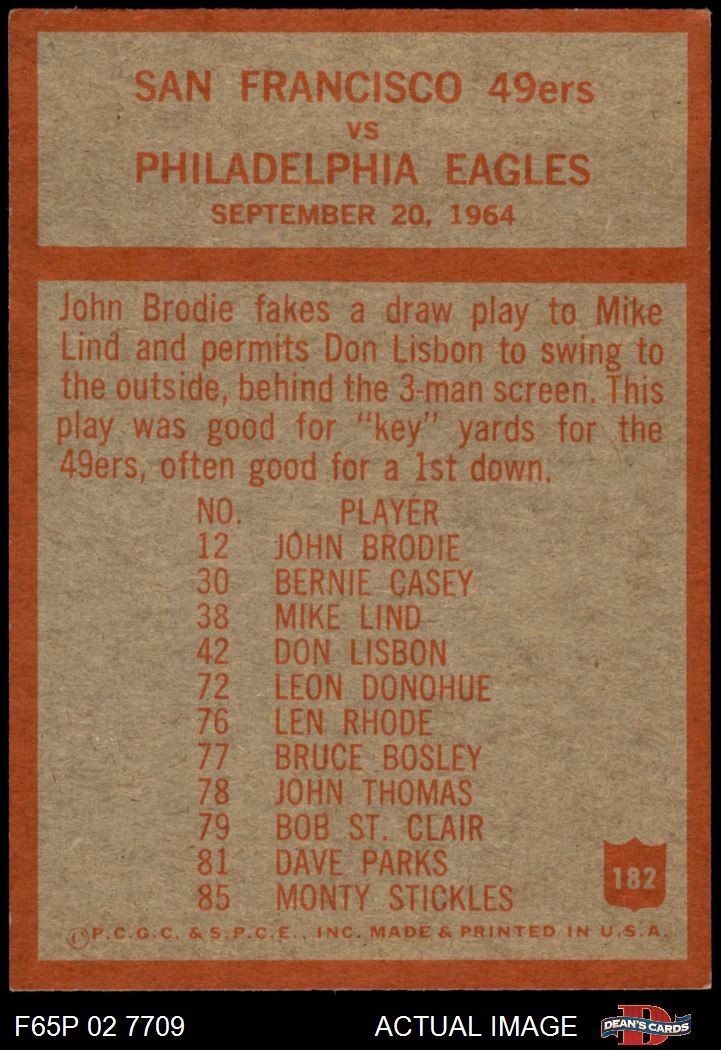 SAN FRANCISCO 49ers
VS
PHILADELPHIA EAGLES
SEPTEMBER 20, 1964
John Brodie fakes a draw play to Mike
Lind and permits Don Lisbon to swing to
the outside, behind the 3-man screen. This
play was good for "key" yards for the
49ers, often good for a 1st down.
NO. PLAYER
12 JOHN BRODIE
30 BERNIE CASEY
38 MIKE LIND
42 DON LISBON
72 LEON DONOHUE
76 LEN RHODE
77 BRUCE BOSLEY
78 JOHN THOMAS
79 BOB ST. CLAIR
81 DAVE PARKS
85 MONTY STICKLES
182
©P.C.G.C. & S.P.C.E., INC. MADE & PRINTED IN U.S.A.
F65P 02 7709 ACTUAL IMAGE DEAN'S CARDS